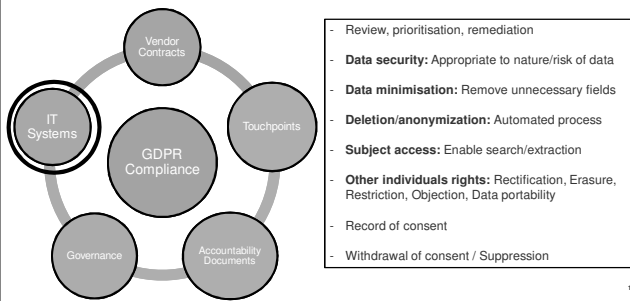 Vendor
Contracts
IT
Systems
Touchpoints
GDPR
Compliance
Governance
Accountability
Documents
- Review, prioritisation, remediation
- Data security: Appropriate to nature/risk of data
- Data minimisation: Remove unnecessary fields
- Deletion/anonymization: Automated process
- Subject access: Enable search/extraction
- Other individuals rights: Rectification, Erasure,
Restriction, Objection, Data portability
- Record of consent
- Withdrawal of consent / Suppression